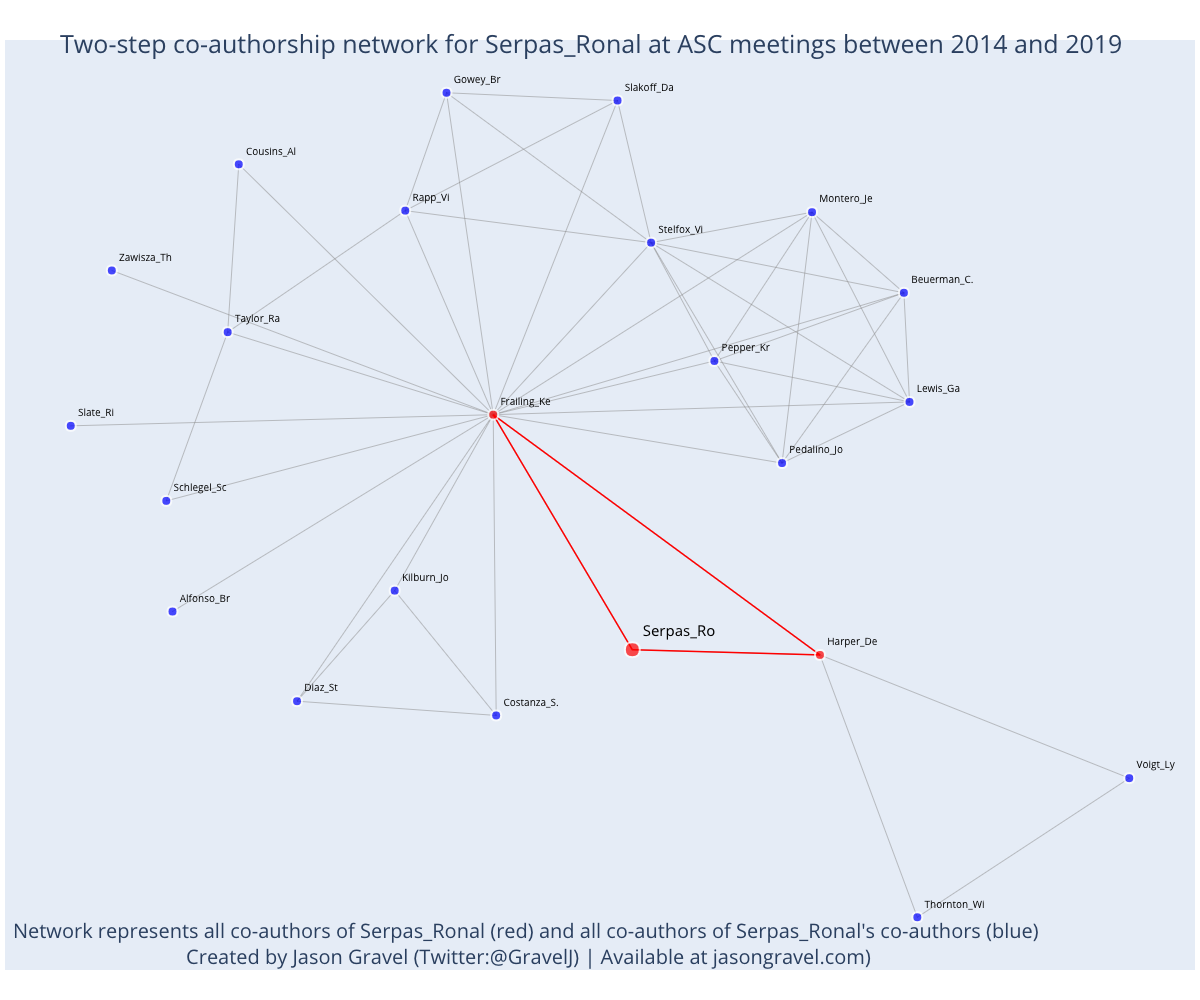 Two-step co-authorship network for Serpas_Ronal at ASC meetings between 2014 and 2019
Gowey_Br
Slakoff_Da
Cousins_Al
Rapp_Vi
Montero_Je
Stelfox_Vi
Zawisza_Th
Beuerman_C.
Taylor_Ra
Pepper_Kr
Lewis_Ga
Frailing_Ke
Slate_Ri
Pedalino_Jo
Schlegel_Sc
Kilburn_Jo
Alfonso_Br
Serpas_Ro
Harper_De
Diaz_St
Costanza_S.
Voigt_Ly
Thornton_Wi
Network represents all co-authors of Serpas_Ronal (red) and all co-authors of Serpas_Ronal's co-authors (blue)
Created by Jason Gravel (Twitter:@GravelJ) | Available at jasongravel.com)